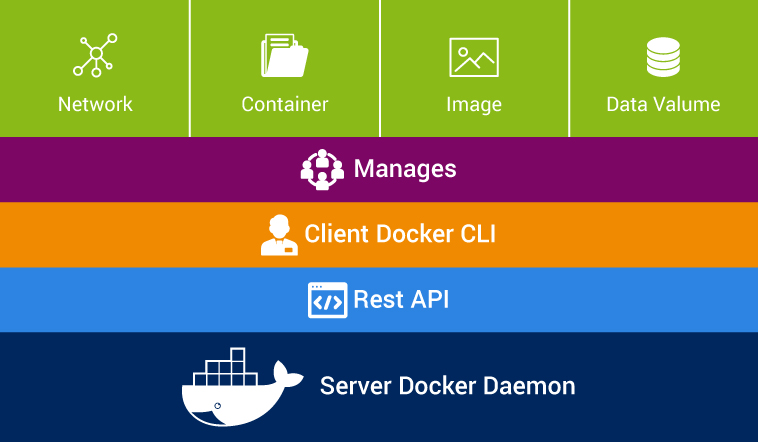 Network
Container
Image
Data Valume
Manages
Client Docker CLI
Rest API
Server Docker Daemon